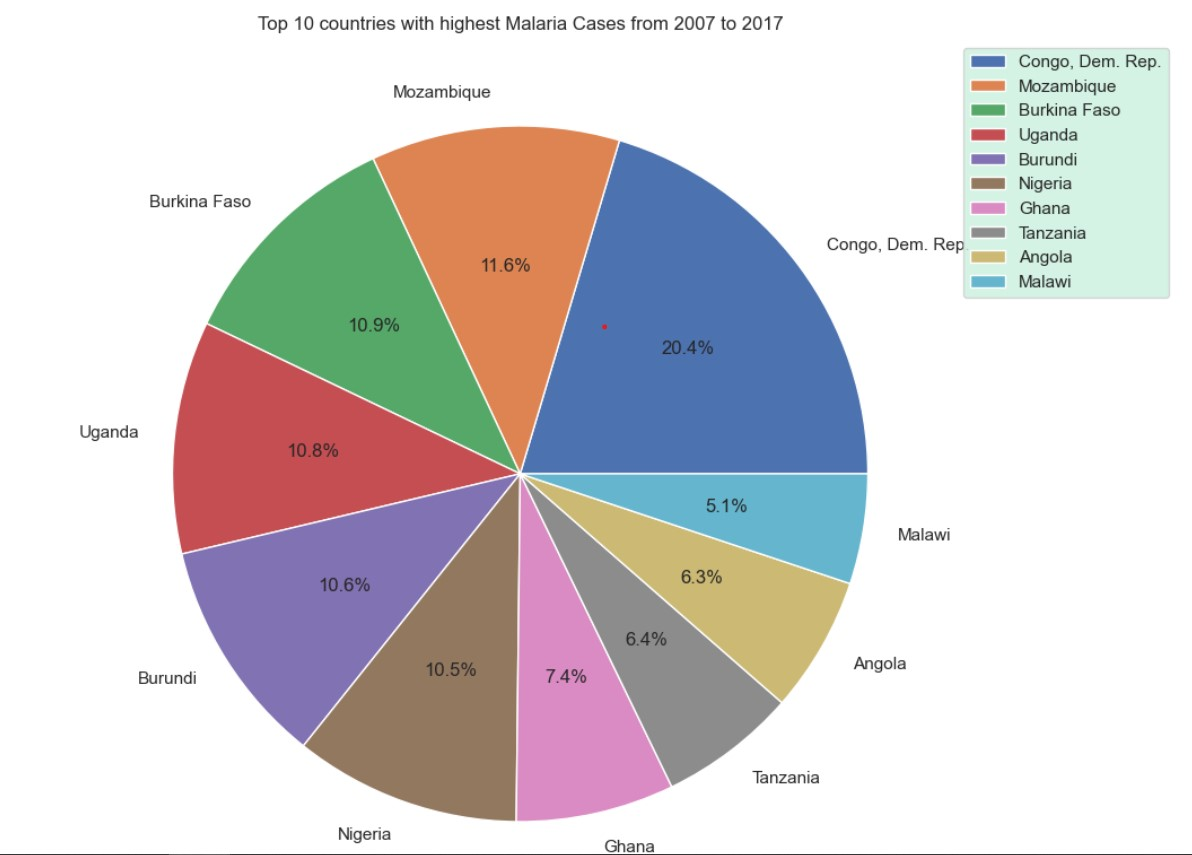 Top 10 countries with highest Malaria Cases from 2007 to 2017
Congo, Dem. Rep.
Mozambique
Burkina Faso
Uganda
Burundi
Nigeria
Ghana
Tanzania
Angola
Malawi
Mozambique
Burkina Faso
Congo, Dem. Rep.
11.6%
10.9%
20.4%
Uganda
10.8%
5.1%
Malawi
10.6%
6.3%
Burundi
10.5%
7.4%
6.4%
Angola
Tanzania
Nigeria
Ghana